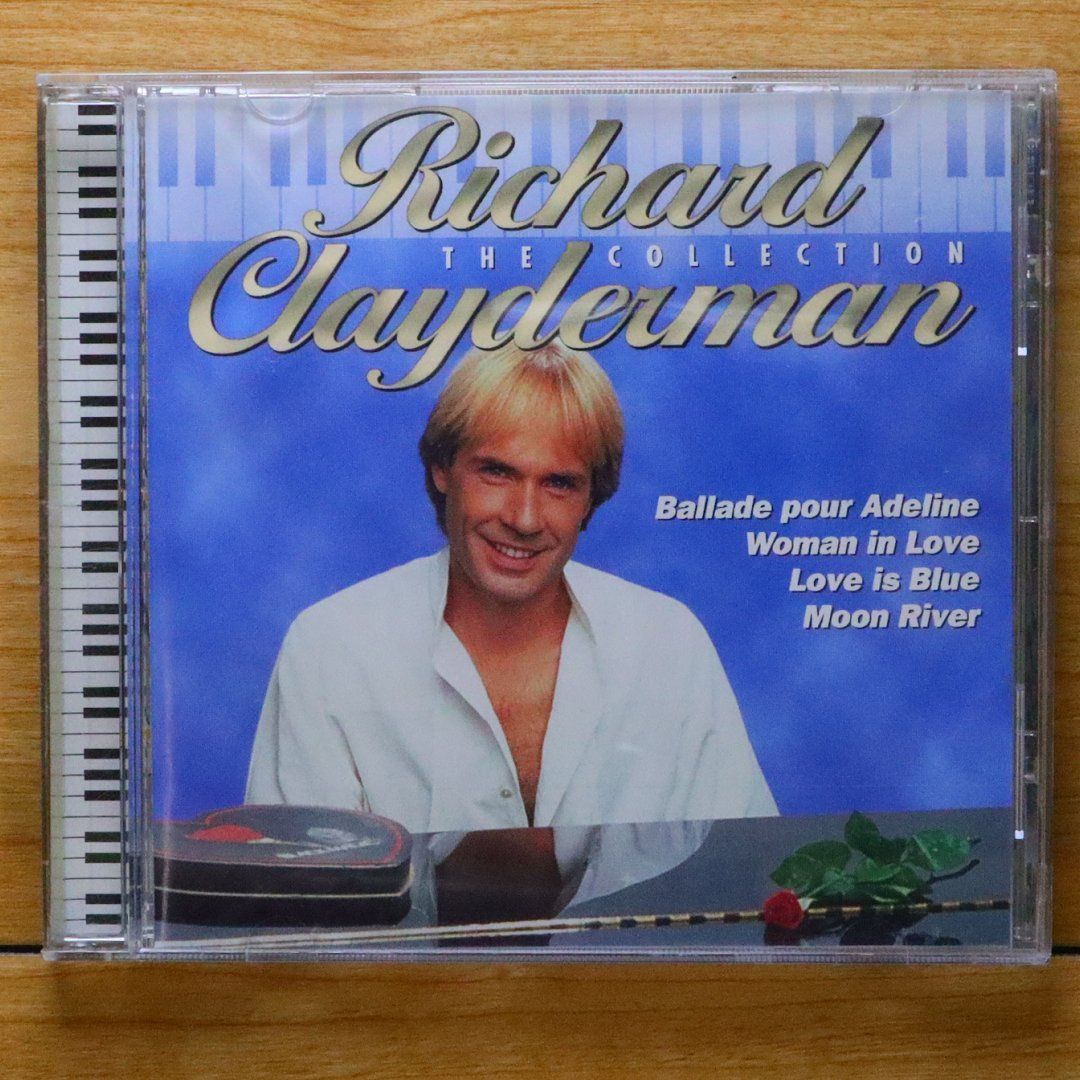 Richard
THE COLLECTION
Clayderman
Ballade pour Adeline
Woman in Love
Love is Blue
Moon River